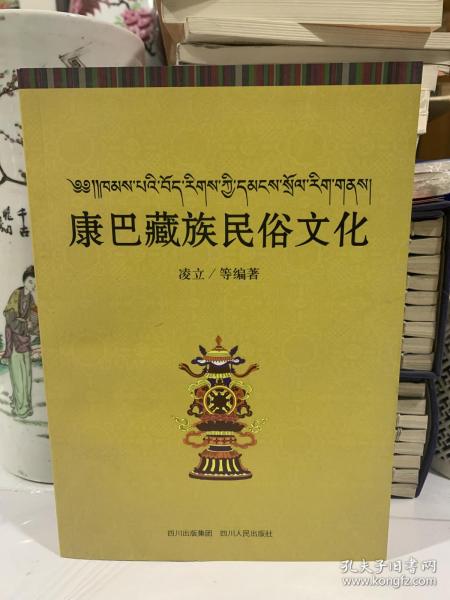 ༄༅།།ཁམས་པའི་བོད་རིགས་ཀྱི་དམངས་སྲོལ་རིག་གནས།
康巴藏族民俗文化
凌立/等编著
四川出版集团 四川人民出版社
孔夫子旧书网
kongfz.com